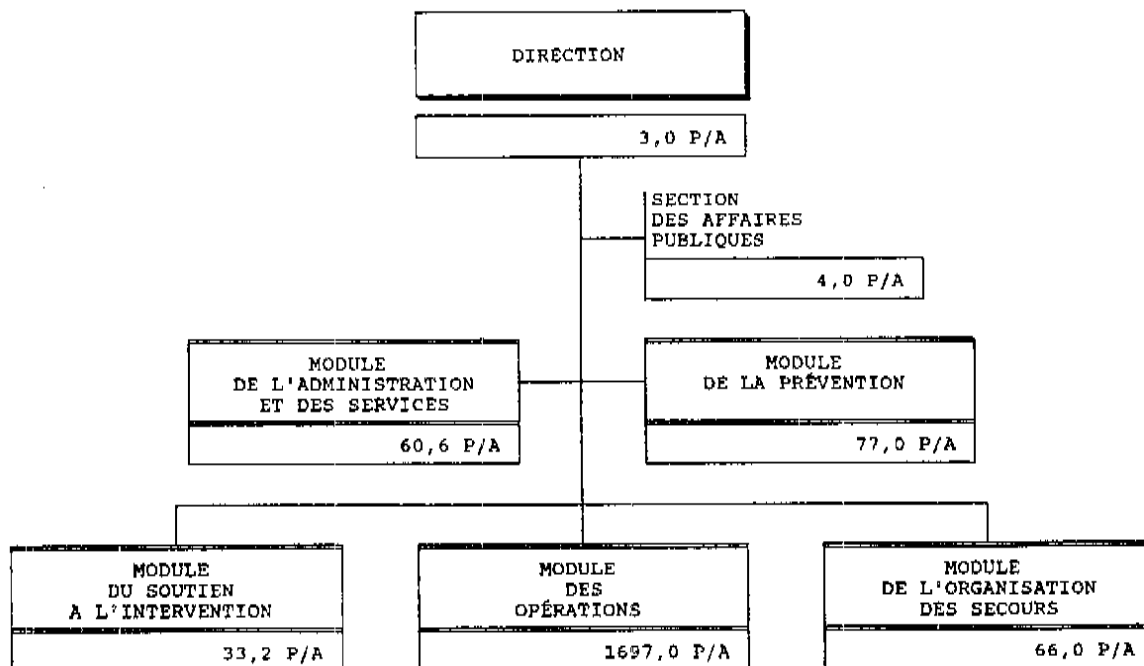 DIRECTION
3,0 P/A
SECTION
DES AFFAIRES
PUBLIQUES
4,0 P/A
MODULE
DE L'ADMINISTRATION
ET DES SERVICES
60,6 P/A
MODULE
DE LA PRÉVENTION
77,0 P/A
MODULE
DU SOUTIEN
A L'INTERVENTION
33,2 P/A
MODULE
DES
OPÉRATIONS
1697,0 P/A
MODULE
DE L'ORGANISATION
DES SECOURS
66,0 P/A